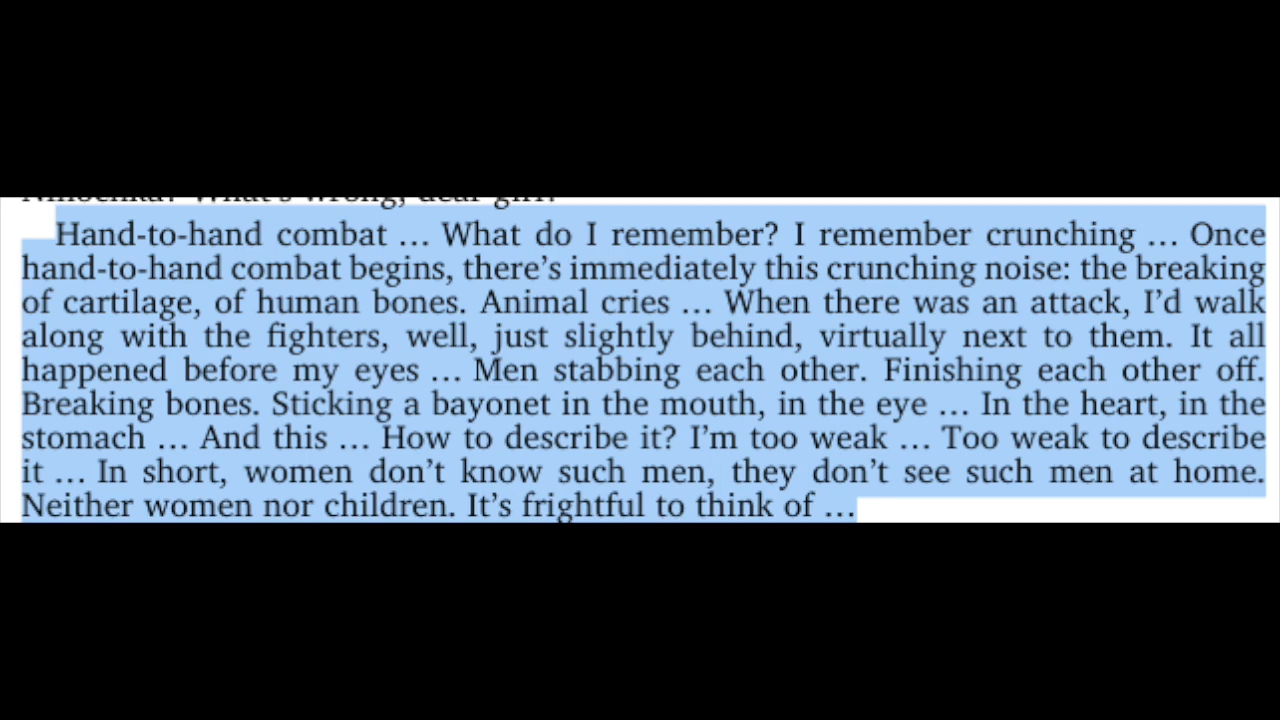 Hand-to-hand combat … What do I remember? I remember crunching … Once
hand-to-hand combat begins, there’s immediately this crunching noise: the breaking
of cartilage, of human bones. Animal cries … When there was an attack, I’d walk
along with the fighters, well, just slightly behind, virtually next to them. It all
happened before my eyes … Men stabbing each other. Finishing each other off.
Breaking bones. Sticking a bayonet in the mouth, in the eye … In the heart, in the
stomach … And this … How to describe it? I’m too weak … Too weak to describe
it … In short, women don’t know such men, they don’t see such men at home.
Neither women nor children. It’s frightful to think of …